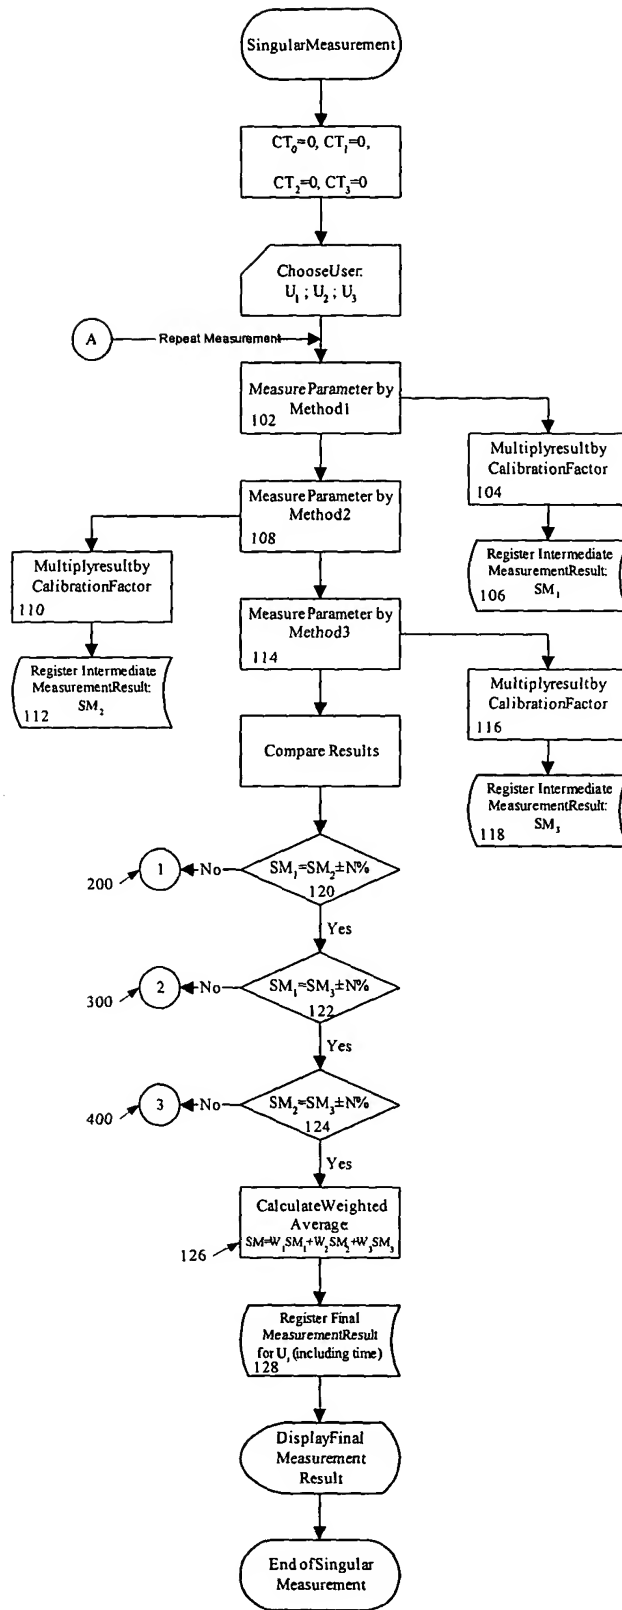 SingularMeasurement
CT₀=0, CT₁=0,
CT₂=0, CT₃=0
ChooseUser:
U₁ ; U₂ ; U₃
A
Repeat Measurement
Measure Parameter by
Method1
102
Multiplyresultby
CalibrationFactor
104
Measure Parameter by
Method2
108
Register Intermediate
MeasurementResult:
SM₁
106
Multiplyresultby
CalibrationFactor
110
Measure Parameter by
Method3
114
Register Intermediate
MeasurementResult:
SM₂
112
Multiplyresultby
CalibrationFactor
116
Compare Results
Register Intermediate
MeasurementResult:
SM₃
118
200
1
No
SM₁=SM₂±N%
120
Yes
300
2
No
SM₁=SM₃±N%
122
Yes
400
3
No
SM₂=SM₃±N%
124
Yes
CalculateWeighted
Average:
SM=W₁SM₁+W₂SM₂+W₃SM₃
126
Register Final
MeasurementResult
for U₁ (including time)
128
DisplayFinal
Measurement
Result
End ofSingular
Measurement